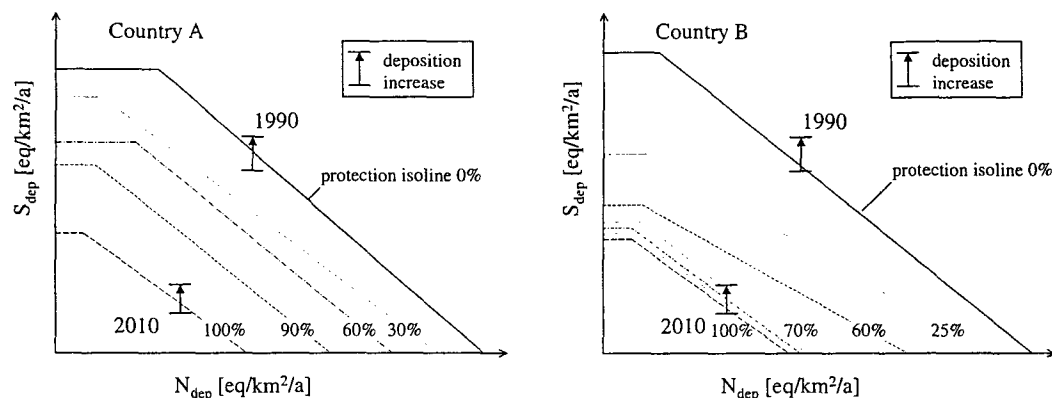 Country A
deposition
increase
1990
protection isoline 0%
S_dep [eq/km²/a]
2010
100%
90%
60%
30%
N_dep [eq/km²/a]
Country B
deposition
increase
1990
protection isoline 0%
S_dep [eq/km²/a]
2010
100%
70%
60%
25%
N_dep [eq/km²/a]